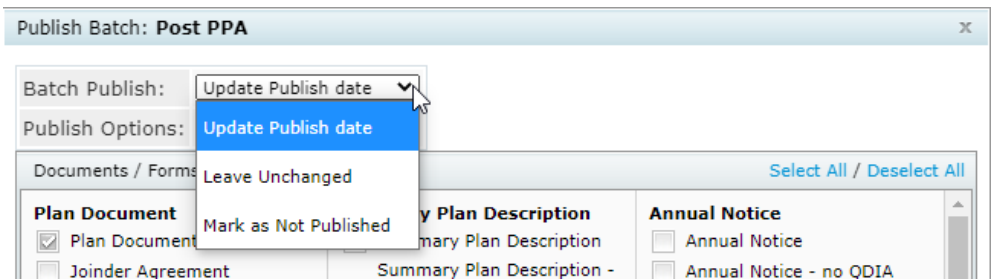 Publish Batch: Post PPA x
Batch Publish: Update Publish date
Update Publish date
Publish Options:
Leave Unchanged
Mark as Not Published
Documents / Forms Select All / Deselect All
Plan Document y Plan Description Annual Notice
Plan Document mary Plan Description Annual Notice
Joinder Agreement Summary Plan Description - Annual Notice - no QDIA